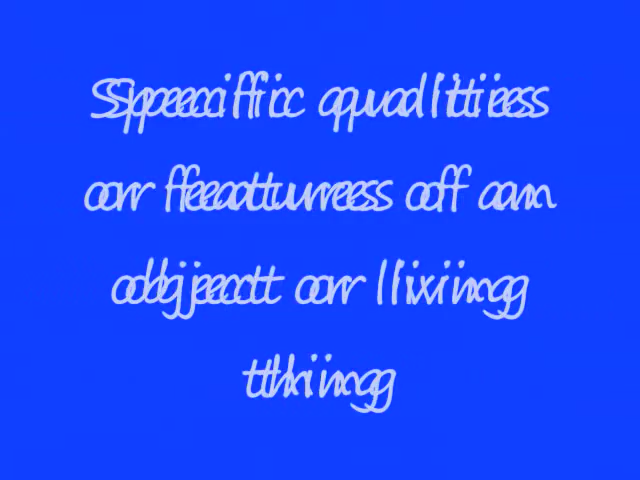 Specific qualities
or features of an
object or living
thing